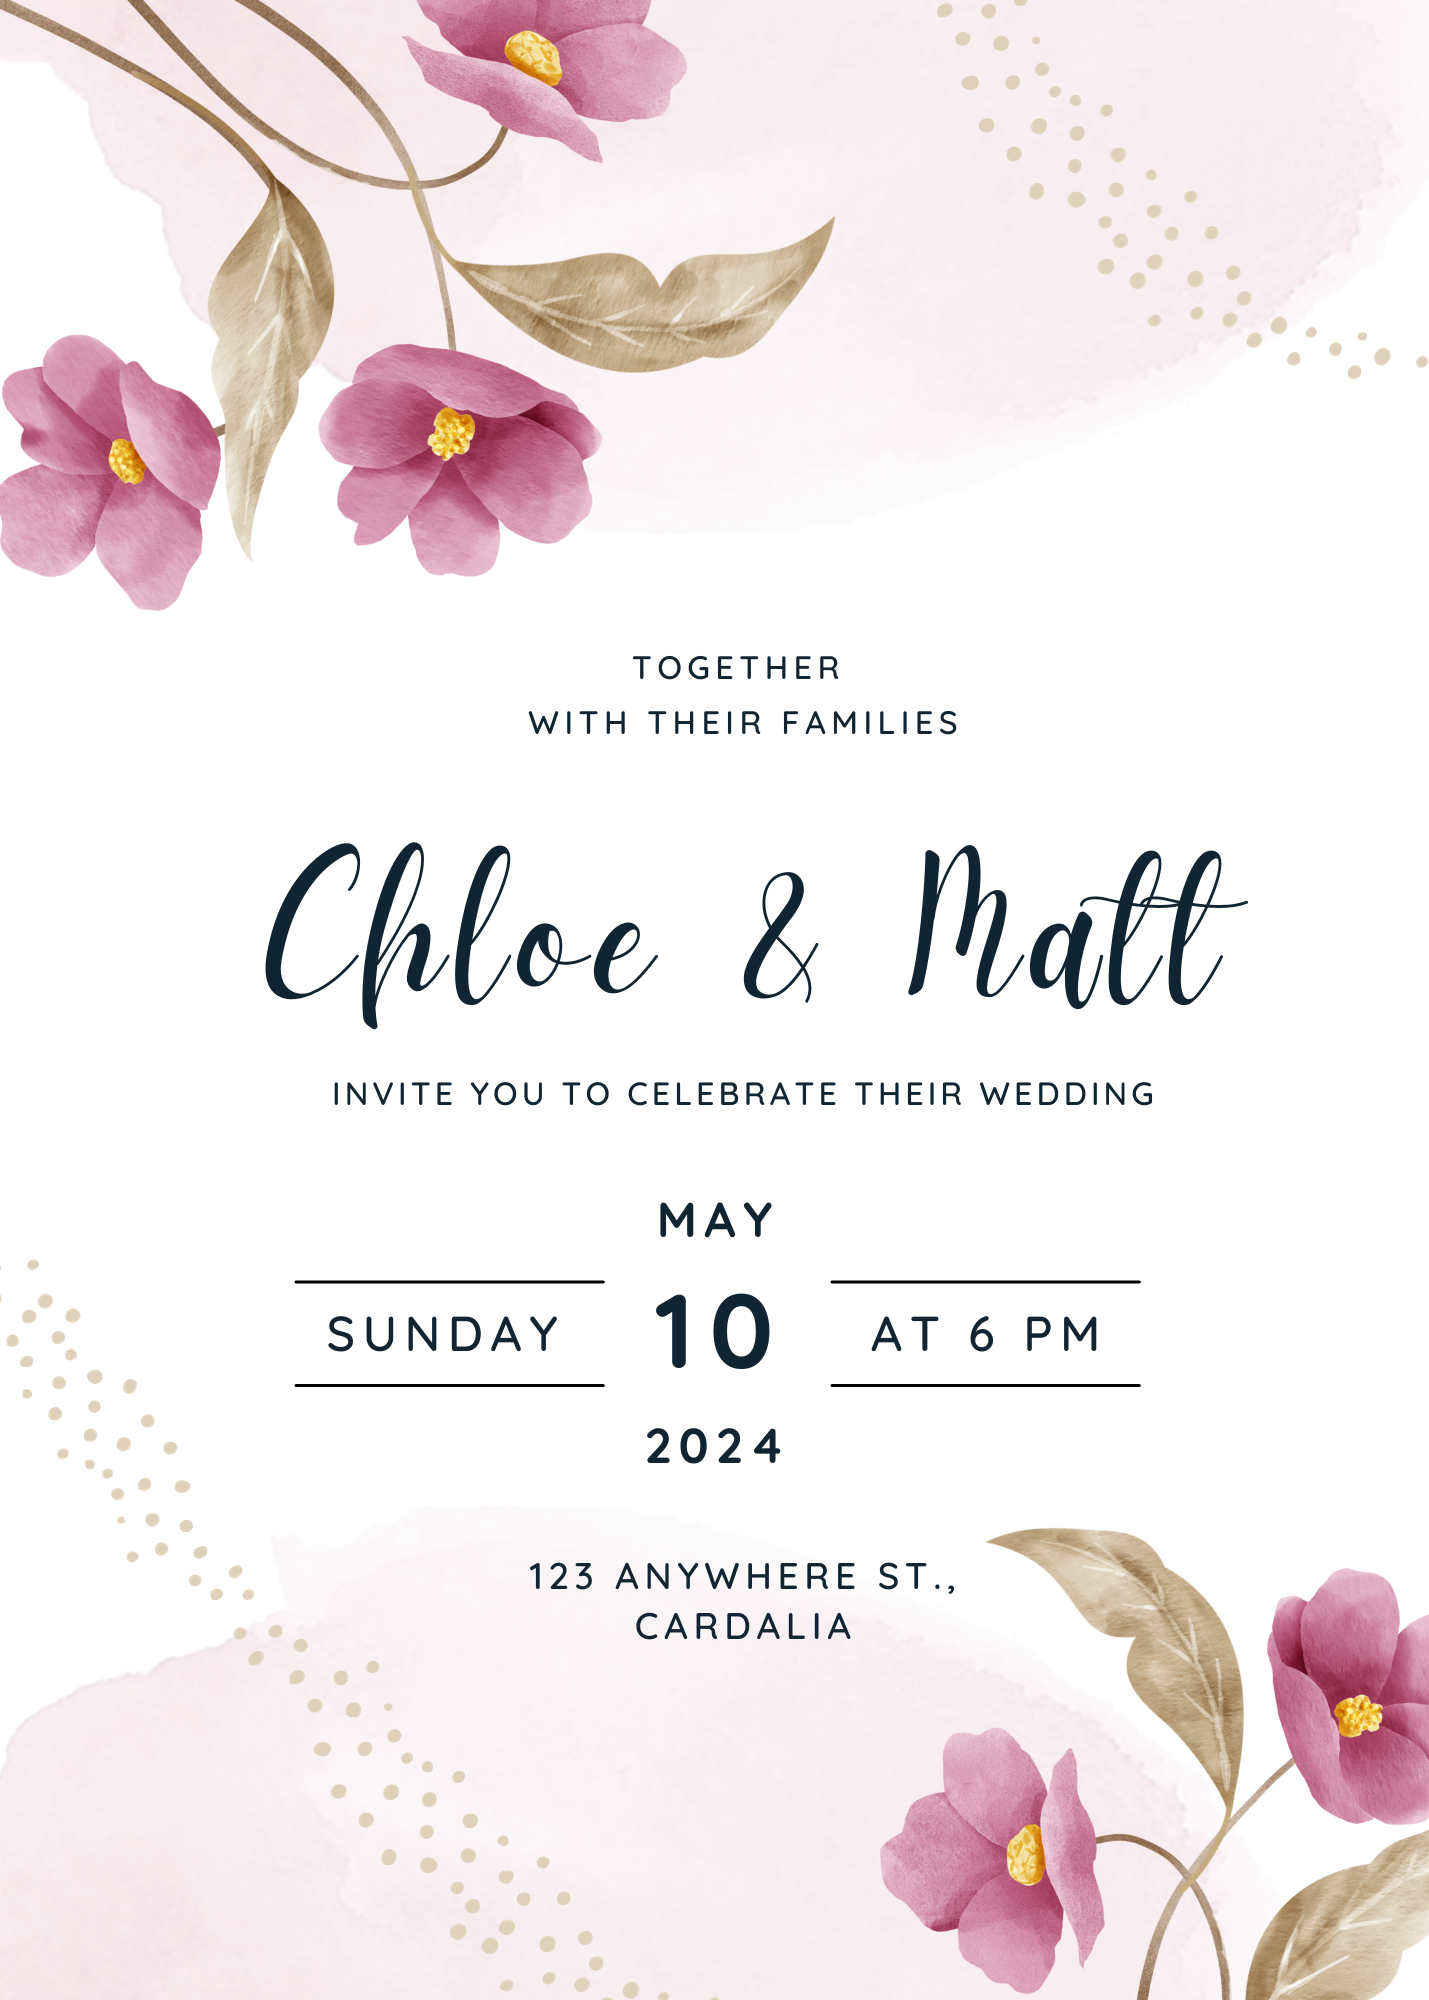 TOGETHER
WITH THEIR FAMILIES
Chloe & Matt
INVITE YOU TO CELEBRATE THEIR WEDDING
MAY
SUNDAY 10 AT 6 PM
2024
123 ANYWHERE ST.,
CARDALIA